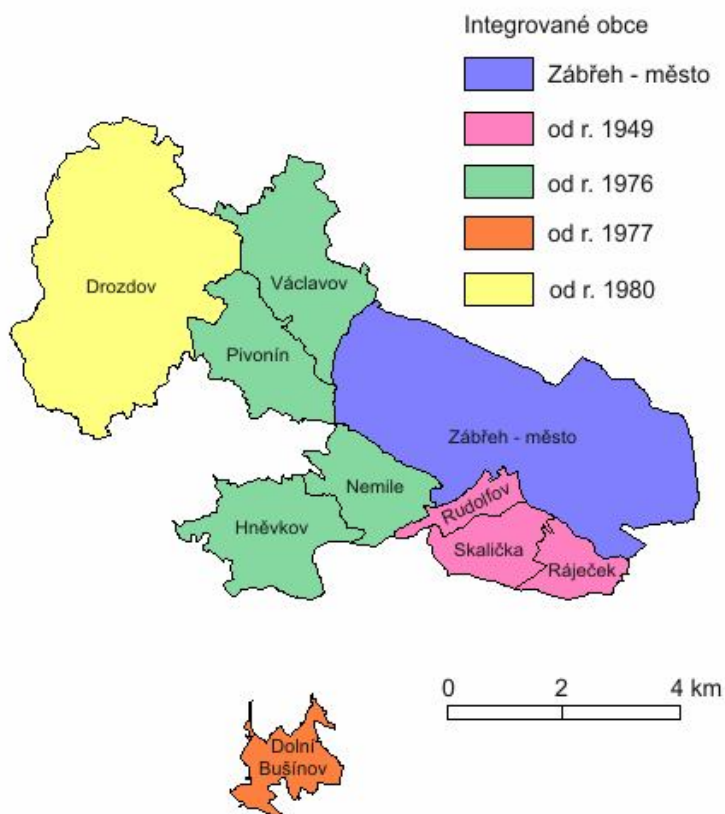 Integrované obce
Zábřeh - město
od r. 1949
od r. 1976
od r. 1977
od r. 1980
Drozdov
Václavov
Pivonín
Zábřeh - město
Nemile
Rudolfov
Hněvkov
Skalička
Ráječek
0 2 4 km
Dolní
Bušínov